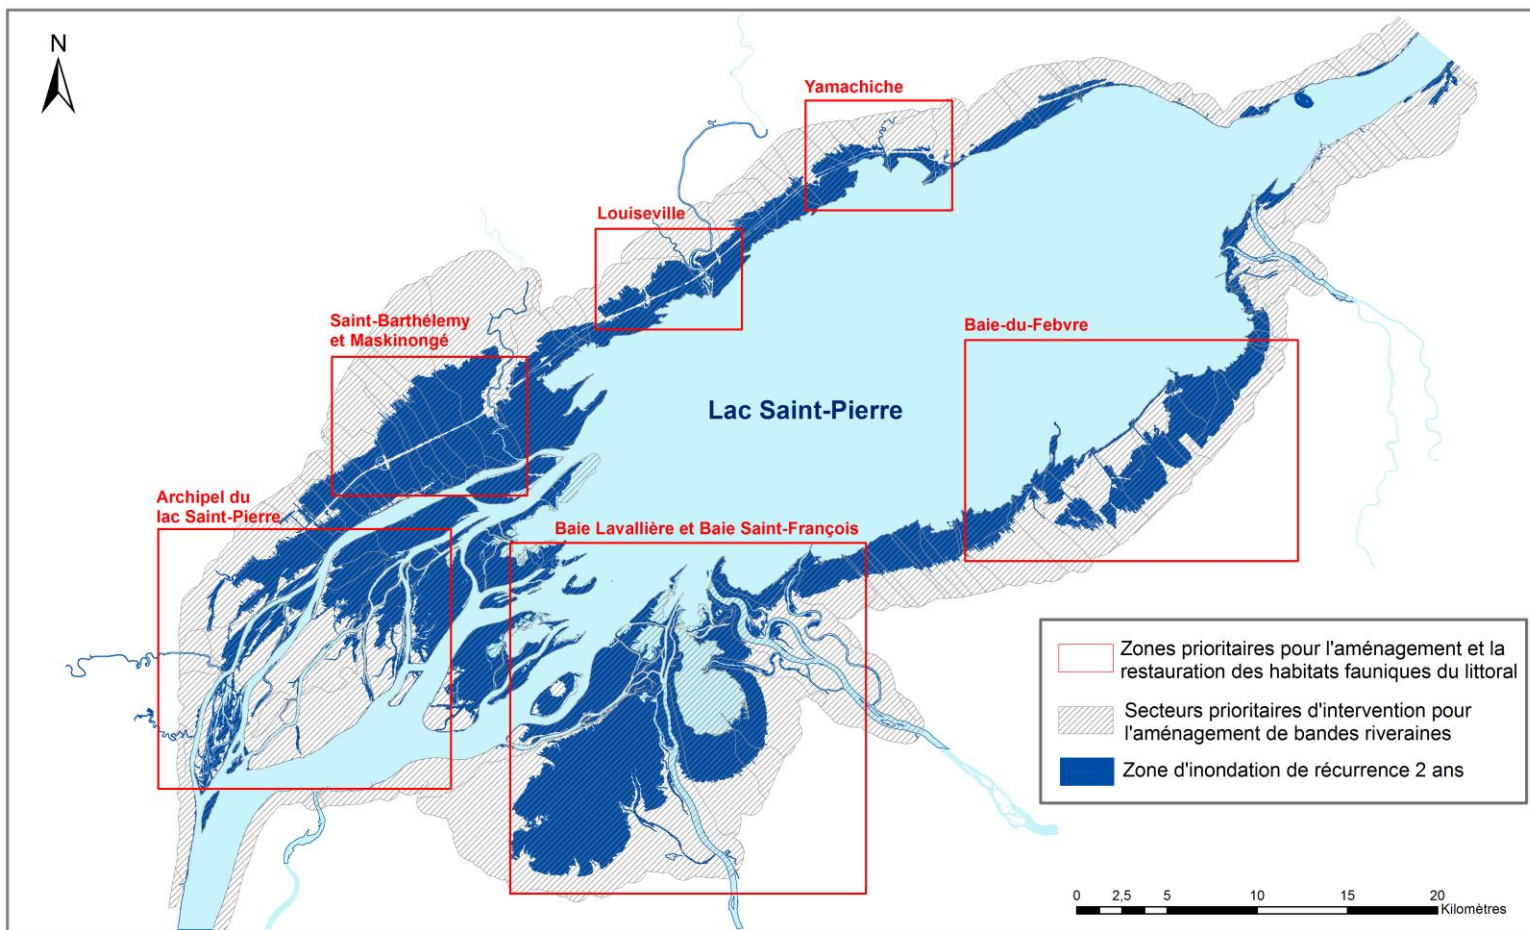 N
Yamachiche
Louiseville
Saint-Barthélemy
et Maskinongé
Baie-du-Febvre
Lac Saint-Pierre
Archipel du
lac Saint-Pierre
Baie Lavallière et Baie Saint-François
Zones prioritaires pour l'aménagement et la
restauration des habitats fauniques du littoral
Secteurs prioritaires d'intervention pour
l'aménagement de bandes riveraines
Zone d'inondation de récurrence 2 ans
0 2,5 5 10 15 20
Kilomètres